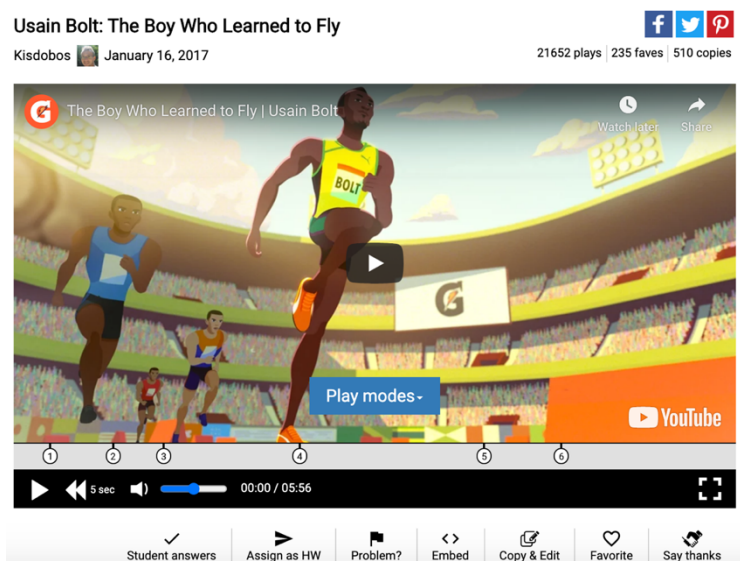 Usain Bolt: The Boy Who Learned to Fly
Kisdobos January 16, 2017
21652 plays 235 faves 510 copies
G The Boy Who Learned to Fly | Usain Bolt
Watch later Share
BOLT
G
Play modes
YouTube
1 2 3 4 5 6
5 sec 00:00 / 05:56
Student answers Assign as HW Problem? Embed Copy & Edit Favorite Say thanks